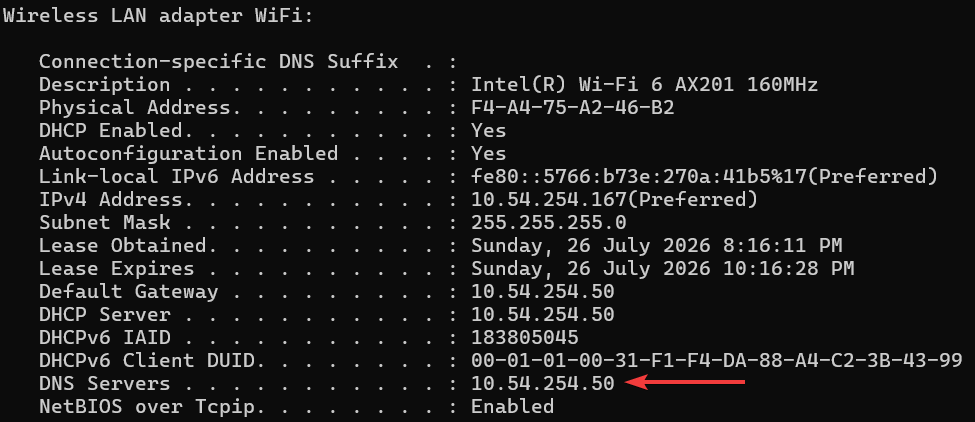 Wireless LAN adapter WiFi:
Connection-specific DNS Suffix  . :
Description . . . . . . . . . . . : Intel(R) Wi-Fi 6 AX201 160MHz
Physical Address. . . . . . . . . : F4-A4-75-A2-46-B2
DHCP Enabled. . . . . . . . . . . : Yes
Autoconfiguration Enabled . . . . : Yes
Link-local IPv6 Address . . . . . : fe80::5766:b73e:270a:41b5%17(Preferred)
IPv4 Address. . . . . . . . . . . : 10.54.254.167(Preferred)
Subnet Mask . . . . . . . . . . . : 255.255.255.0
Lease Obtained. . . . . . . . . . : Sunday, 26 July 2026 8:16:11 PM
Lease Expires . . . . . . . . . . : Sunday, 26 July 2026 10:16:28 PM
Default Gateway . . . . . . . . . : 10.54.254.50
DHCP Server . . . . . . . . . . . : 10.54.254.50
DHCPv6 IAID . . . . . . . . . . . : 183805045
DHCPv6 Client DUID. . . . . . . . : 00-01-01-00-31-F1-F4-DA-88-A4-C2-3B-43-99
DNS Servers . . . . . . . . . . . : 10.54.254.50
NetBIOS over Tcpip. . . . . . . . : Enabled